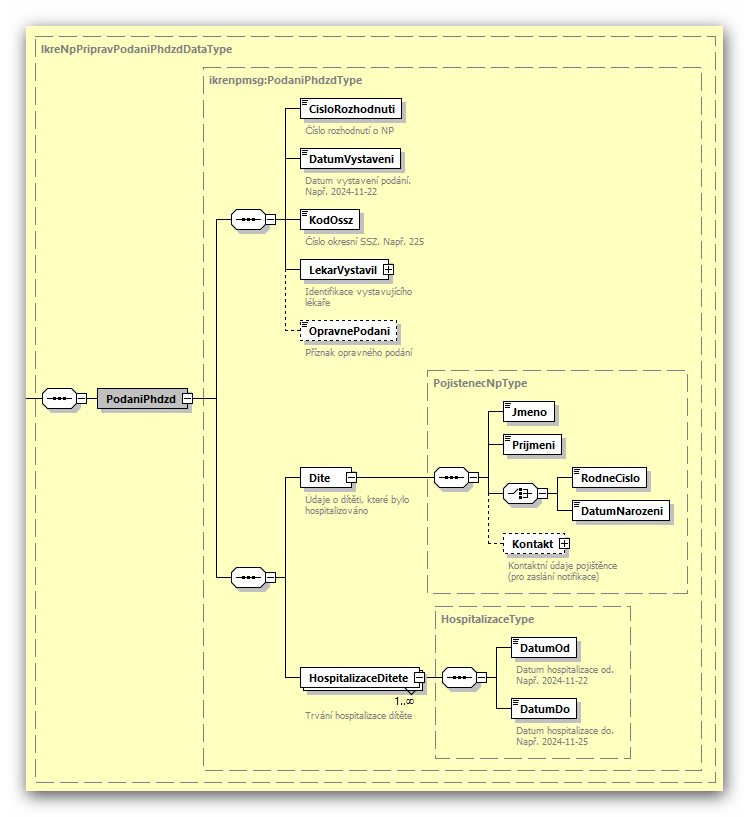 IkreNpPripravPodaniPhdzdDataType
ikrenpmsg:PodaniPhdzdType
CisloRozhodnuti
Číslo rozhodnutí o NP
DatumVystaveni
Datum vystavení podání.
Např. 2024-11-22
KodOssz
Číslo okresní SSZ. Např. 225
LekarVystavil
Identifikace vystavujícího
lékaře
OpravnePodani
Příznak opravného podání
PodaniPhdzd
PojistenecNpType
Jmeno
Prijmeni
Dite
Údaje o dítěti, které bylo
hospitalizováno
RodneCislo
DatumNarozeni
Kontakt
Kontaktní údaje pojištěnce
(pro zaslání notifikace)
HospitalizaceType
DatumOd
Datum hospitalizace od.
Např. 2024-11-22
HospitalizaceDitete
1..∞
Trvání hospitalizace dítěte
DatumDo
Datum hospitalizace do.
Např. 2024-11-25